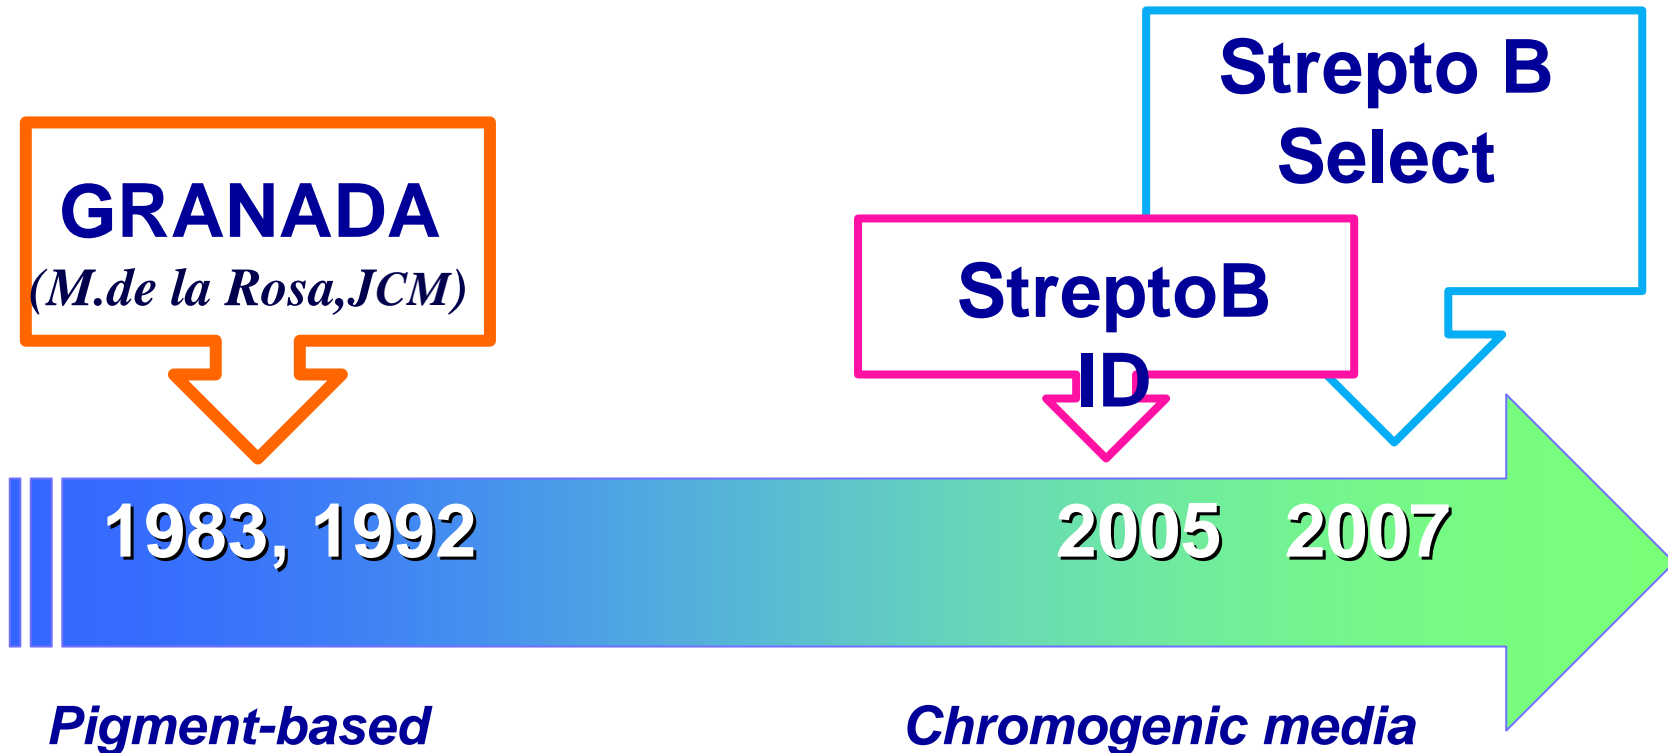 Strepto B
Select
GRANADA
(M.de la Rosa,JCM)
StreptoB
ID
1983, 1992
2005 2007
Pigment-based
Chromogenic media